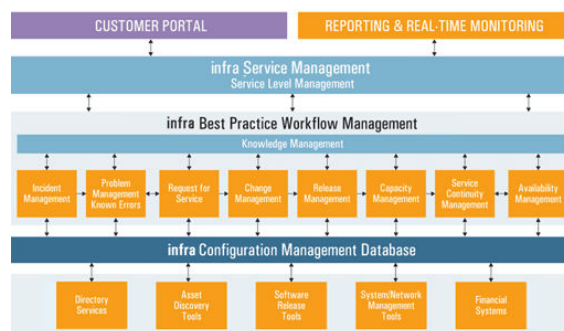 CUSTOMER PORTAL
REPORTING & REAL-TIME MONITORING
infra Service Management
Service Level Management
infra Best Practice Workflow Management
Knowledge Management
Incident
Management
Problem
Management
Known Errors
Request for
Service
Change
Management
Release
Management
Capacity
Management
Service
Continuity
Management
Availability
Management
infra Configuration Management Database
Directory
Services
Asset
Discovery
Tools
Software
Release
Tools
System/Network
Management
Tools
Financial
Systems